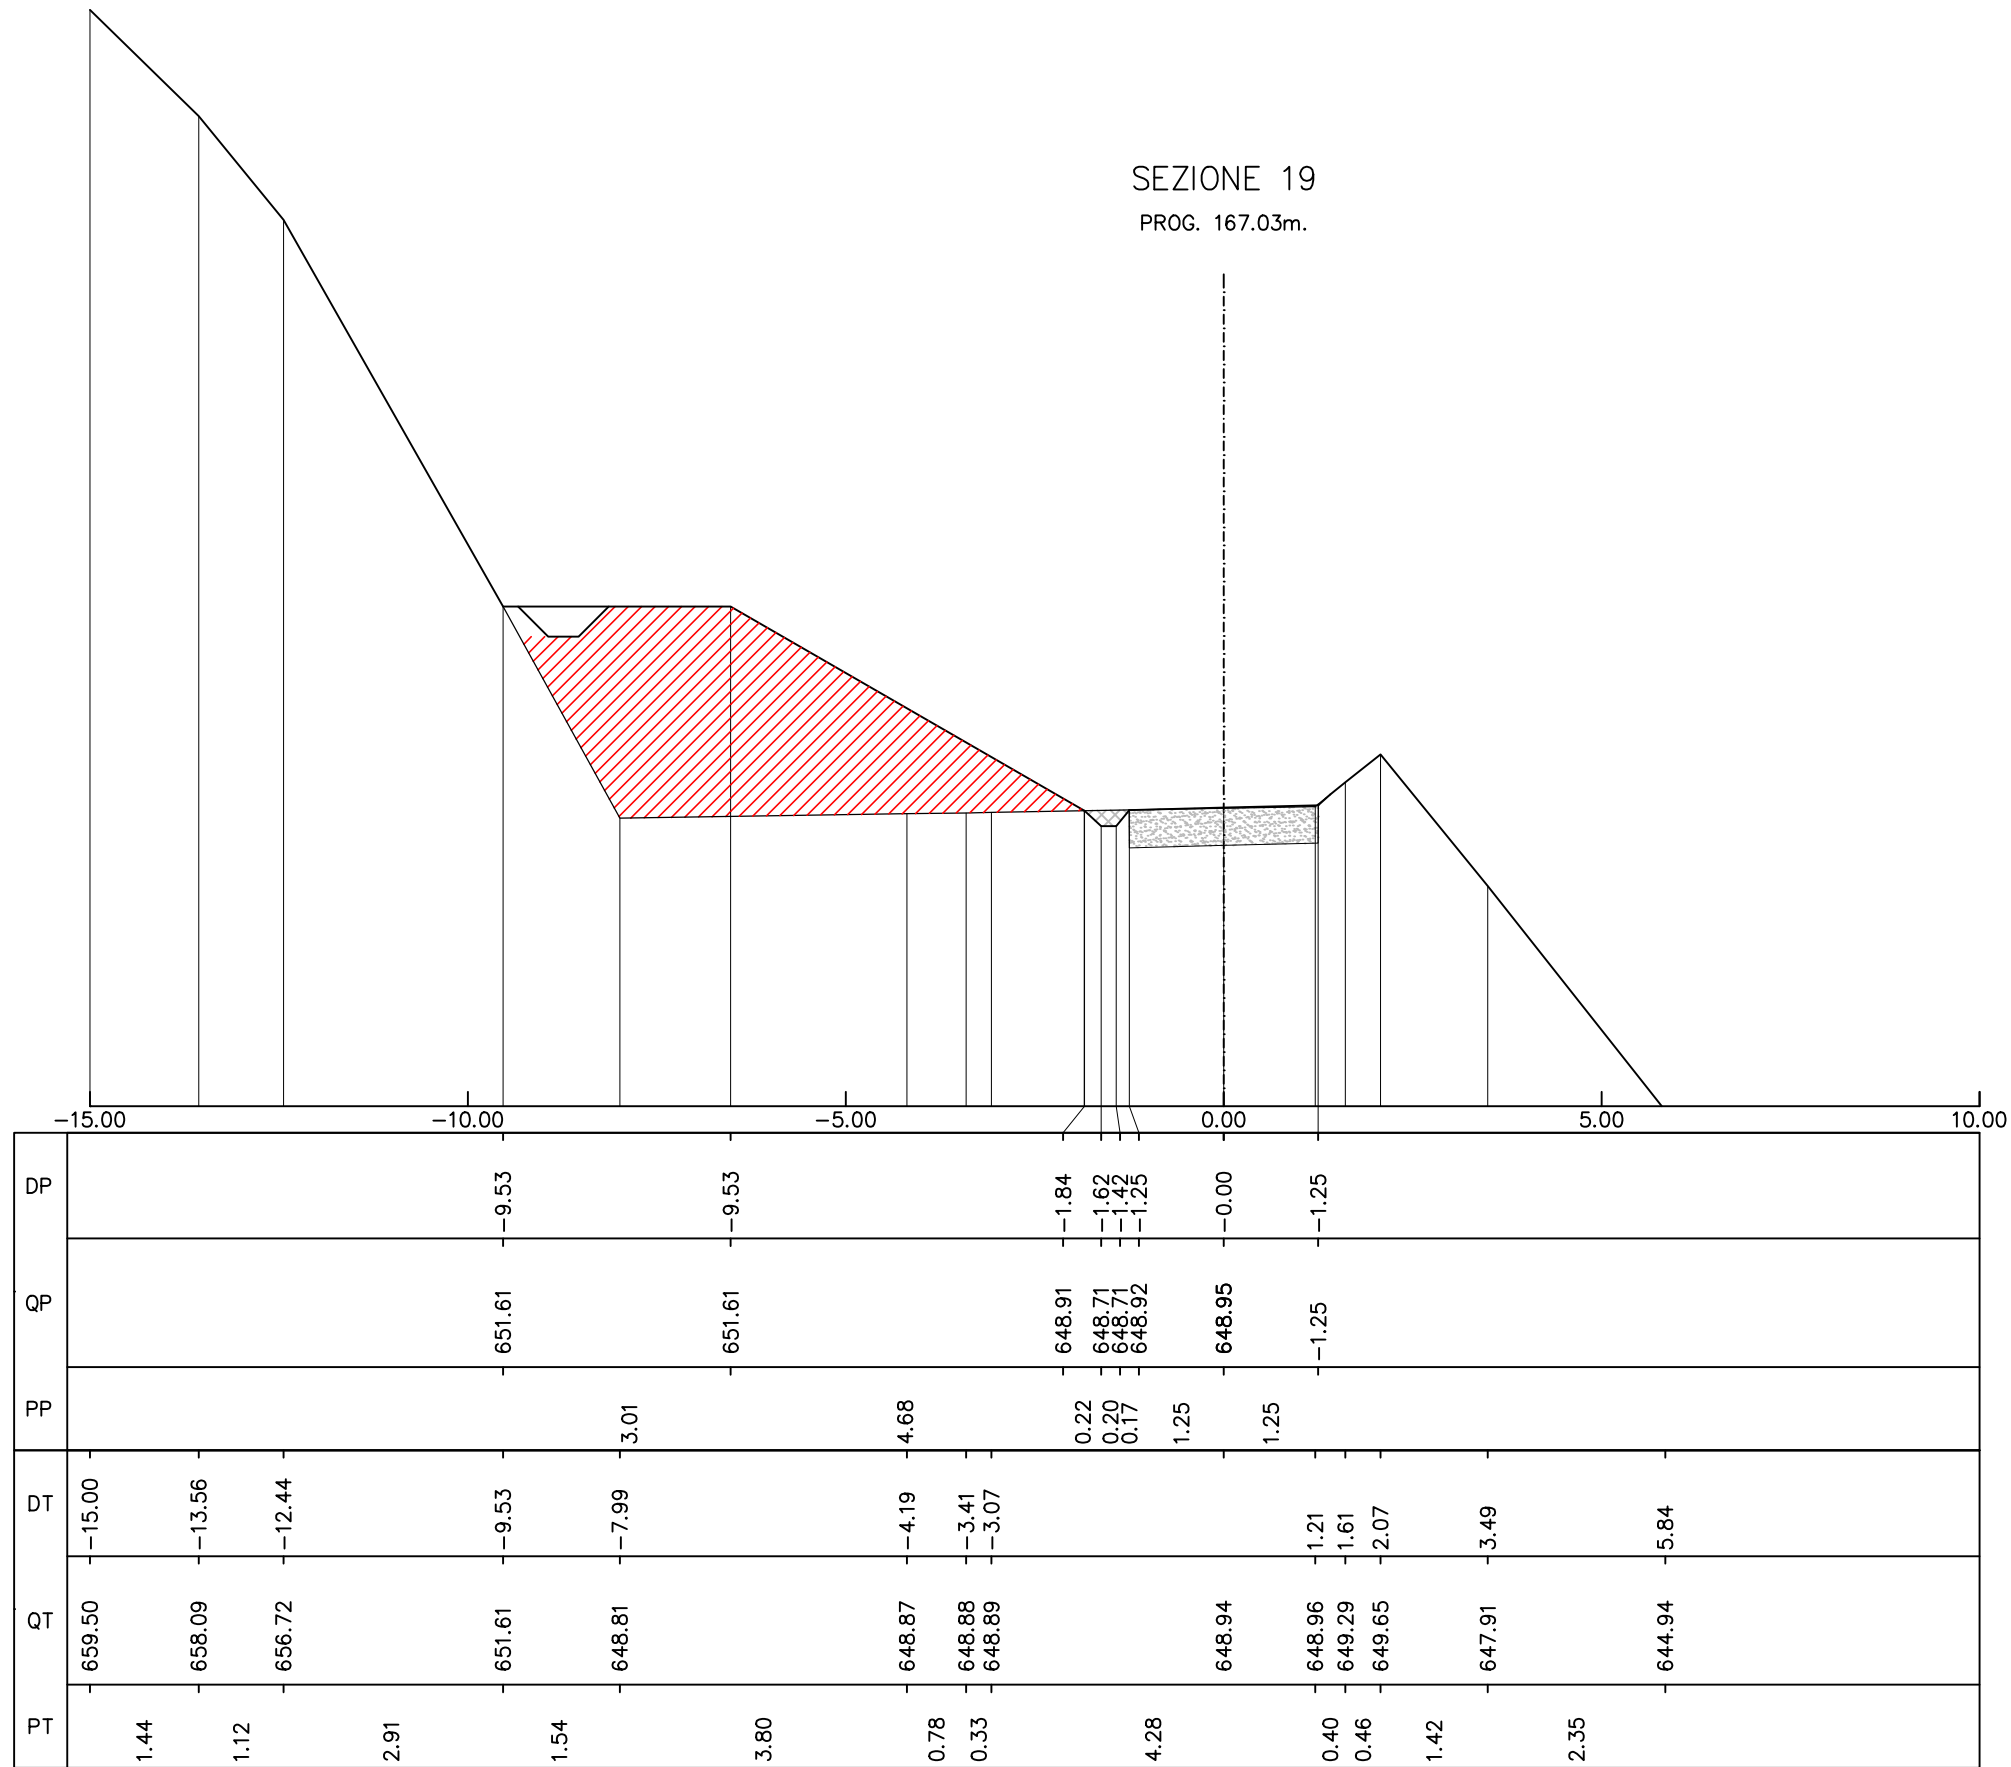 SEZIONE 19
PROG. 167.03m.
-15.00 -10.00 -5.00 0.00 5.00 10.00
DP -9.53 -9.53 -1.84 -1.62 -1.42 -1.25 -0.00 -1.25
QP 651.61 651.61 648.91 648.71 648.71 648.92 648.95 -1.25
PP 3.01 4.68 0.22 0.20 0.17 1.25 1.25
DT -15.00 -13.56 -12.44 -9.53 -7.99 -4.19 -3.41 -3.07 1.21 1.61 2.07 3.49 5.84
QT 659.50 658.09 656.72 651.61 648.81 648.87 648.88 648.89 648.94 648.96 649.29 649.65 647.91 644.94
PT 1.44 1.12 2.91 1.54 3.80 0.78 0.33 4.28 0.40 0.46 1.42 2.35